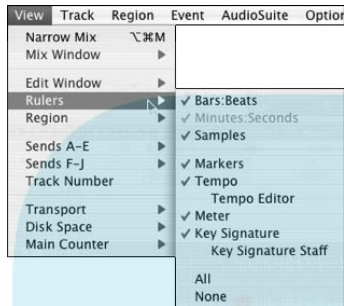 View Track Region Event AudioSuite Option
Narrow Mix ⌥⌘M
Mix Window
Edit Window
Rulers
Region
Sends A–E
Sends F–J
Track Number
Transport
Disk Space
Main Counter
✓ Bars:Beats
✓ Minutes:Seconds
✓ Samples
✓ Markers
✓ Tempo
Tempo Editor
✓ Meter
✓ Key Signature
Key Signature Staff
All
None